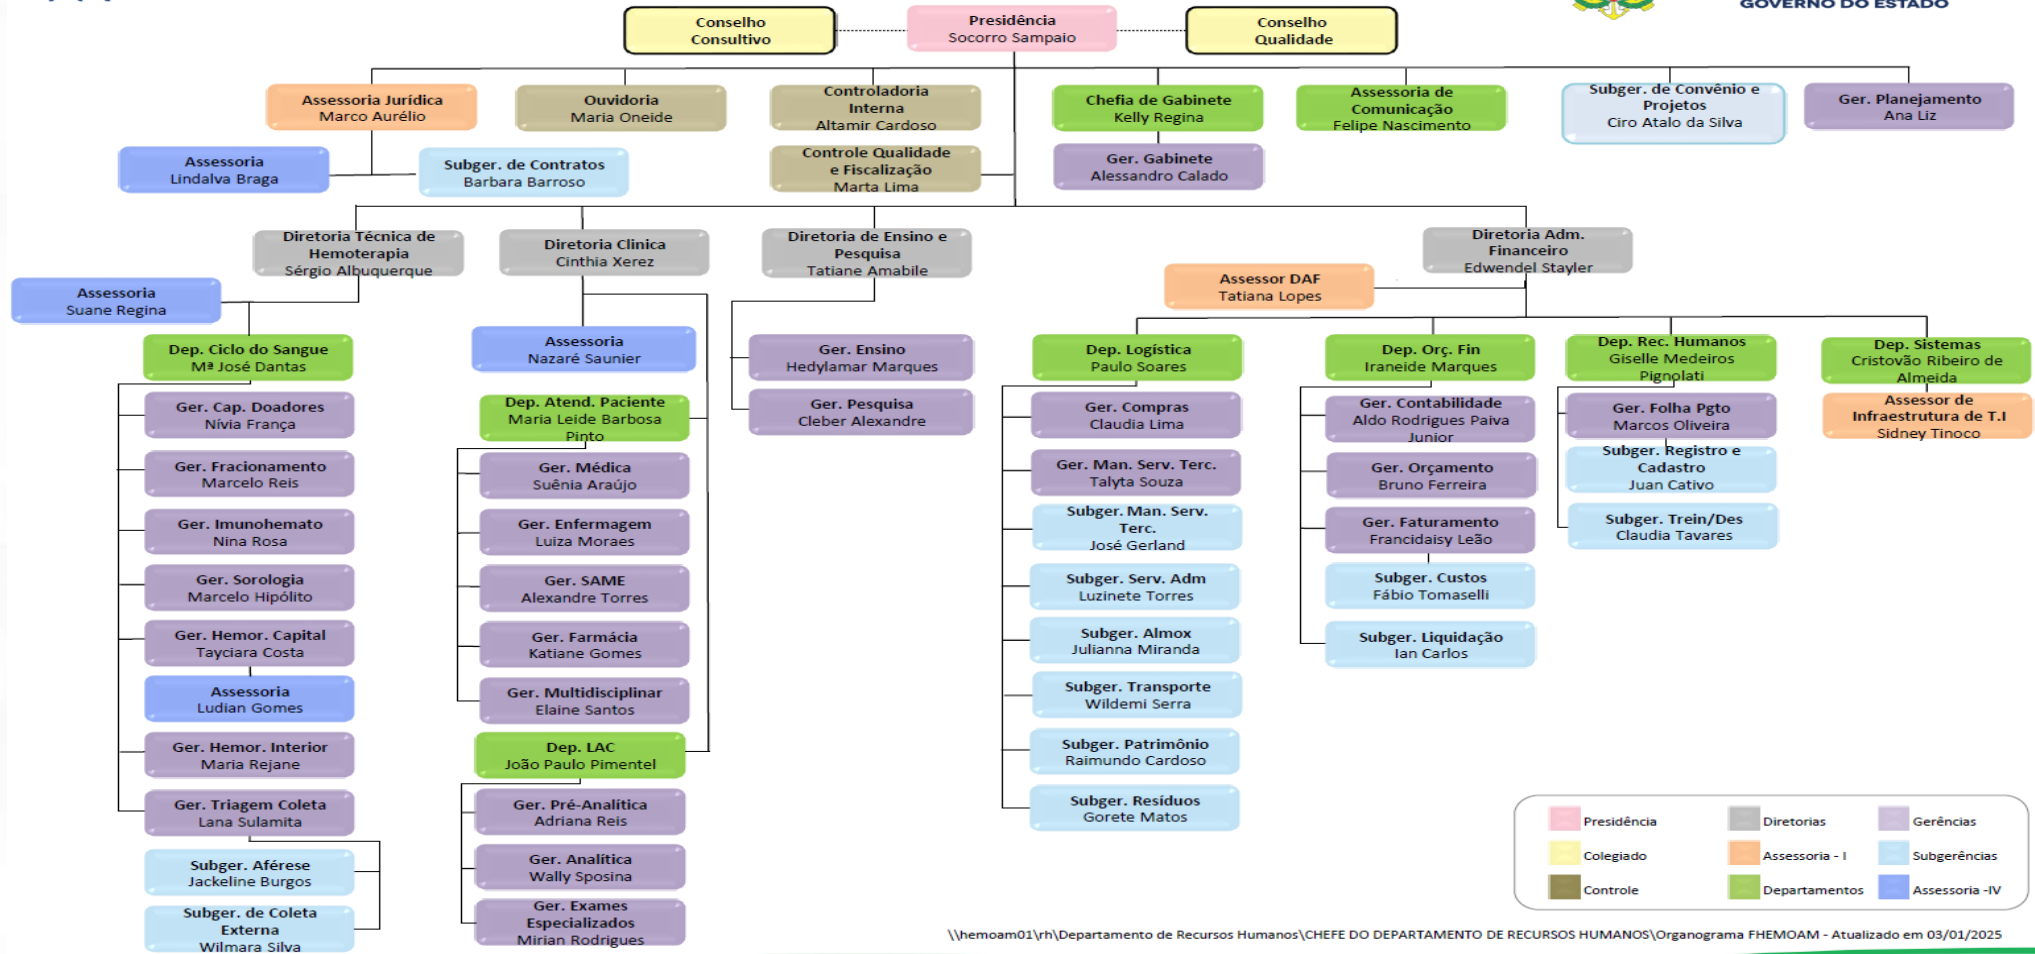 GOVERNO DO ESTADO
Conselho
Consultivo
Presidência
Socorro Sampaio
Conselho
Qualidade
Assessoria Jurídica
Marco Aurélio
Ouvidoria
Maria Oneide
Controladoria
Interna
Altamir Cardoso
Chefia de Gabinete
Kelly Regina
Assessoria de
Comunicação
Felipe Nascimento
Subger. de Convênio e
Projetos
Ciro Atalo da Silva
Ger. Planejamento
Ana Liz
Assessoria
Lindalva Braga
Subger. de Contratos
Barbara Barroso
Controle Qualidade
e Fiscalização
Marta Lima
Ger. Gabinete
Alessandro Calado
Diretoria Técnica de
Hemoterapia
Sérgio Albuquerque
Diretoria Clinica
Cinthia Xerez
Diretoria de Ensino e
Pesquisa
Tatiane Amabile
Diretoria Adm.
Financeiro
Edwendel Stayler
Assessoria
Suane Regina
Assessor DAF
Tatiana Lopes
Dep. Ciclo do Sangue
Mª José Dantas
Ger. Cap. Doadores
Nívia França
Ger. Fracionamento
Marcelo Reis
Ger. Imunohemato
Nina Rosa
Ger. Sorologia
Marcelo Hipólito
Ger. Hemor. Capital
Tayciara Costa
Assessoria
Ludian Gomes
Ger. Hemor. Interior
Maria Rejane
Ger. Triagem Coleta
Lana Sulamita
Subger. Aférese
Jackeline Burgos
Subger. de Coleta
Externa
Wilmara Silva
Assessoria
Nazaré Saunier
Dep. Atend. Paciente
Maria Leide Barbosa
Pinto
Ger. Médica
Suênia Araújo
Ger. Enfermagem
Luiza Moraes
Ger. SAME
Alexandre Torres
Ger. Farmácia
Katiane Gomes
Ger. Multidisciplinar
Elaine Santos
Dep. LAC
João Paulo Pimentel
Ger. Pré-Analítica
Adriana Reis
Ger. Analítica
Wally Sposina
Ger. Exames
Especializados
Mirian Rodrigues
Ger. Ensino
Hedylamar Marques
Ger. Pesquisa
Cleber Alexandre
Dep. Logística
Paulo Soares
Ger. Compras
Claudia Lima
Ger. Man. Serv. Terc.
Talyta Souza
Subger. Man. Serv.
Terc.
José Gerland
Subger. Serv. Adm
Luzinete Torres
Subger. Almox
Julianna Miranda
Subger. Transporte
Wildemi Serra
Subger. Patrimônio
Raimundo Cardoso
Subger. Resíduos
Gorete Matos
Dep. Orç. Fin
Iraneide Marques
Ger. Contabilidade
Aldo Rodrigues Paiva
Junior
Ger. Orçamento
Bruno Ferreira
Ger. Faturamento
Francidaisy Leão
Subger. Custos
Fábio Tomaselli
Subger. Liquidação
Ian Carlos
Dep. Rec. Humanos
Giselle Medeiros
Pignolati
Ger. Folha Pgto
Marcos Oliveira
Subger. Registro e
Cadastro
Juan Cativo
Subger. Trein/Des
Claudia Tavares
Dep. Sistemas
Cristovão Ribeiro de
Almeida
Assessor de
Infraestrutura de T.I
Sidney Tinoco
Presidência
Diretorias
Gerências
Colegiado
Assessoria - I
Subgerências
Controle
Departamentos
Assessoria -IV
\\hemoam01\rh\Departamento de Recursos Humanos\CHEFE DO DEPARTAMENTO DE RECURSOS HUMANOS\Organograma FHEMOAM - Atualizado em 03/01/2025